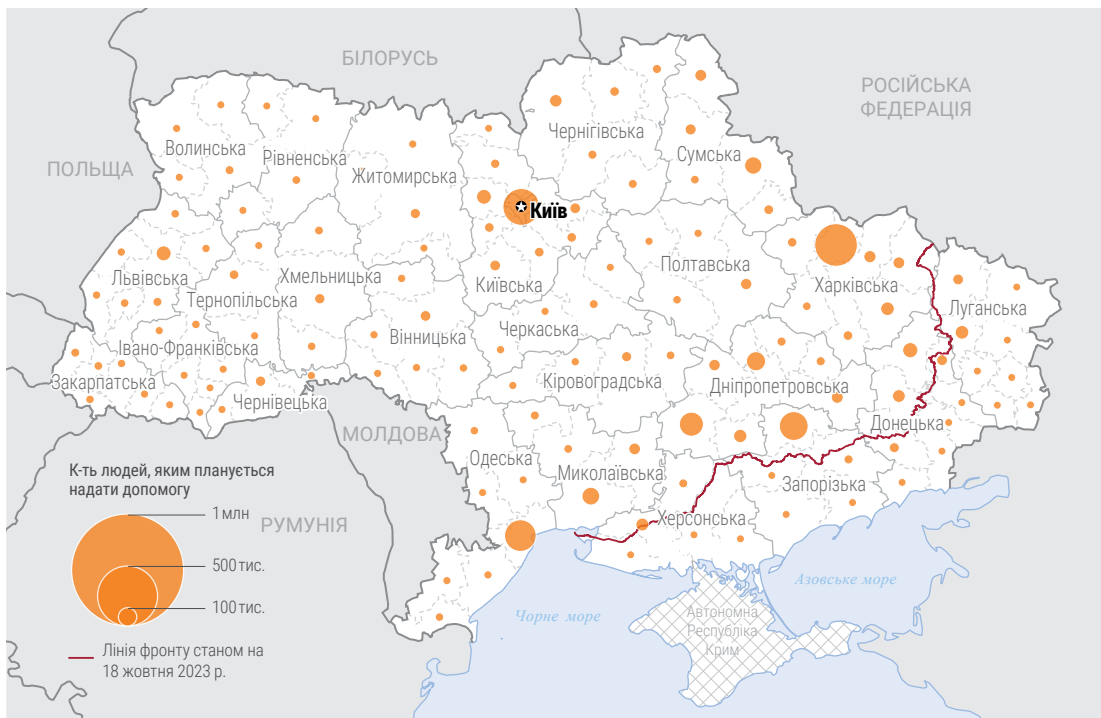 БІЛОРУСЬ
РОСІЙСЬКА
ФЕДЕРАЦІЯ
ПОЛЬЩА
Волинська
Рівненська
Житомирська
Чернігівська
Сумська
Київ
Львівська
Тернопільська
Хмельницька
Київська
Полтавська
Харківська
Луганська
Івано-Франківська
Вінницька
Черкаська
Закарпатська
Чернівецька
Кіровоградська
Дніпропетровська
Донецька
МОЛДОВА
Одеська
Миколаївська
Запорізька
Херсонська
К-ть людей, яким планується
надати допомогу
1 млн
500 тис.
100 тис.
РУМУНІЯ
Лінія фронту станом на
18 жовтня 2023 р.
Чорне море
Азовське море
Автономна
Республіка
Крим